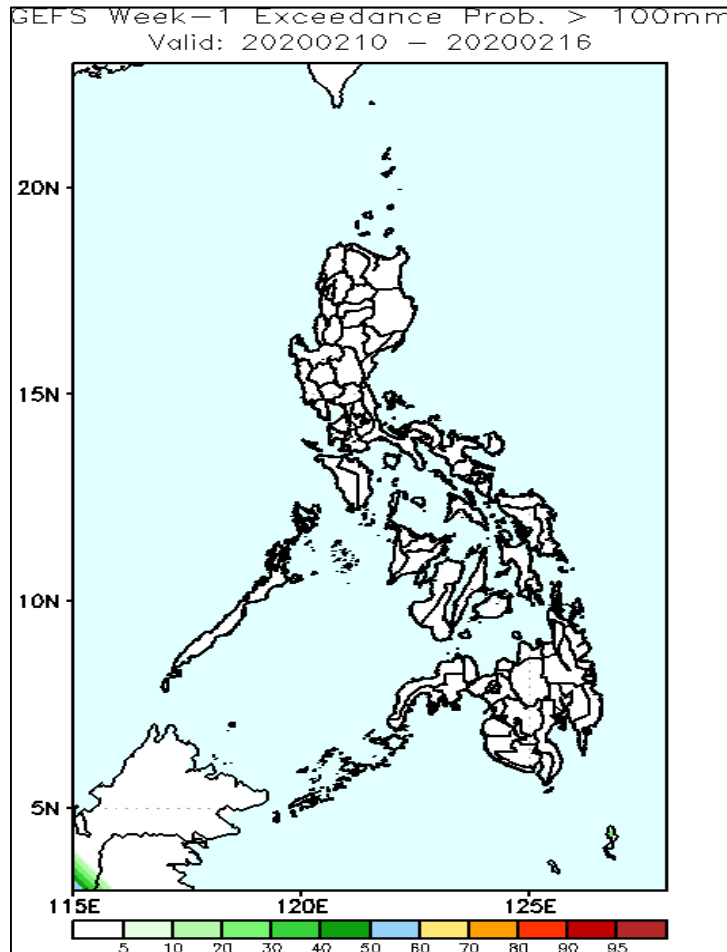 GEFS Week-1 Exceedance Prob. > 100mm
Valid: 20200210 - 20200216
20N
15N
10N
5N
115E 120E 125E
5 10 20 30 40 50 60 70 80 90 95